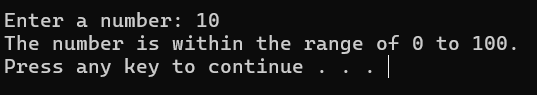 Enter a number: 10
The number is within the range of 0 to 100.
Press any key to continue . . .